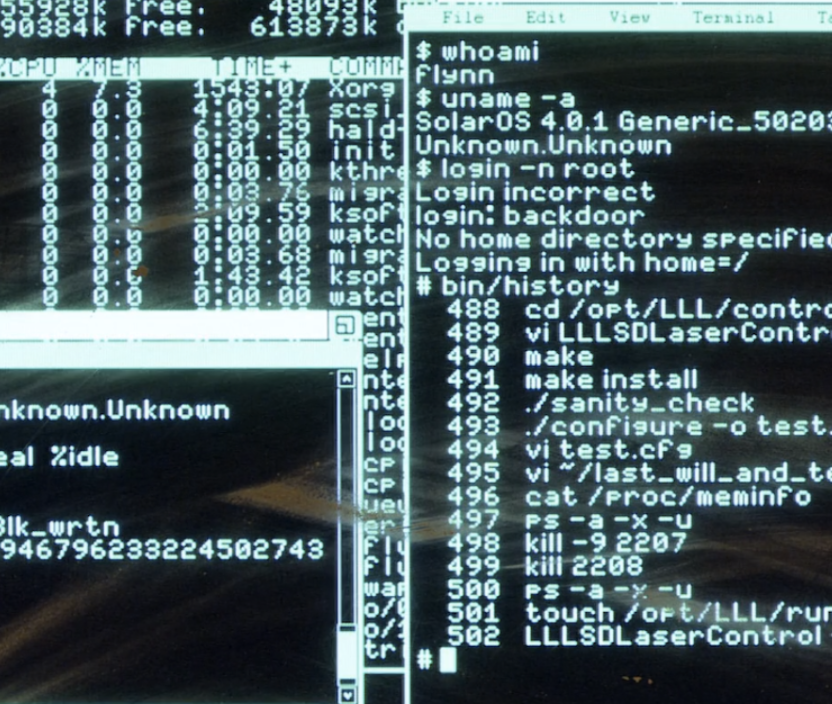 55928k free. 48093k
90384k free. 613873k
%CPU %MEM TIME+ COMMA
4 7.3 1543:07 Xorg
0 0.0 4:09.21 scsi_
0 0.0 6:39.29 hald-
0 0.0 0:01.50 init
0 0.0 0:00.00 kthre
0 0.0 0:03.76 migra
0 0.0 2:09.59 ksoft
0 0.0 0:00.00 watch
0 0.0 0:03.68 migra
0 0.0 1:43.42 ksoft
0 0.0 0:00.00 watch
nknown.Unknown
eal %idle
Blk_wrtn
94679623322450274​3
File Edit View Terminal Ta
$ whoami
flynn
$ uname -a
SolarOS 4.0.1 Generic_50203
Unknown.Unknown
$ login -n root
Login incorrect
login: backdoor
No home directory specified
Logging in with home=/
# bin/history
488 cd /opt/LLL/contro
489 vi LLLSDLaserContr
490 make
491 make install
492 ./sanity_check
493 ./configure -o test.
494 vi test.cfg
495 vi ~/last_will_and_te
496 cat /proc/meminfo
497 ps -a -x -u
498 kill -9 2207
499 kill 2208
500 ps -a -x -u
501 touch /opt/LLL/run
502 LLLSDLaserControl
#